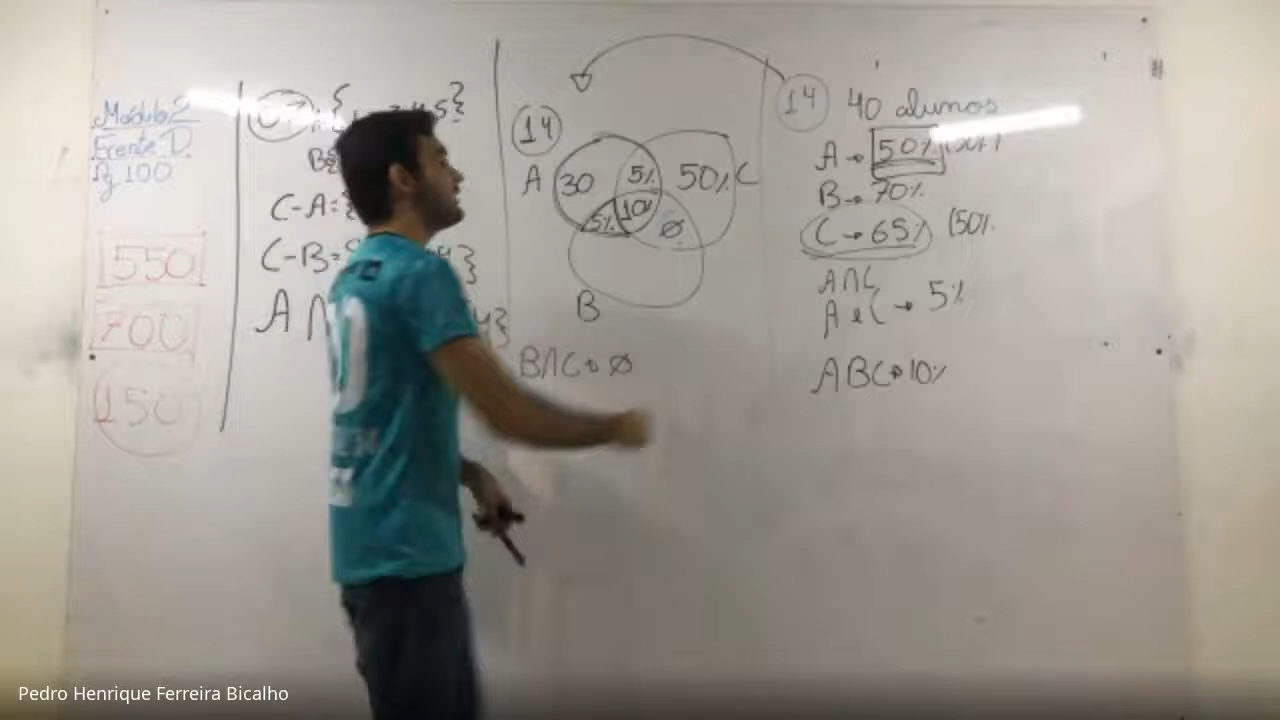 Módulo 2
Frente D
Pg 100
550
700
150
C-A={
C-B=
A ∩
14
A 30 5% 50% C
5% 10% ∅
B
B∩C→∅
14 40 alunos
A → 50%
B → 70%
C → 65% (50%
A∩C
A e C → 5%
ABC→10%
Pedro Henrique Ferreira Bicalho